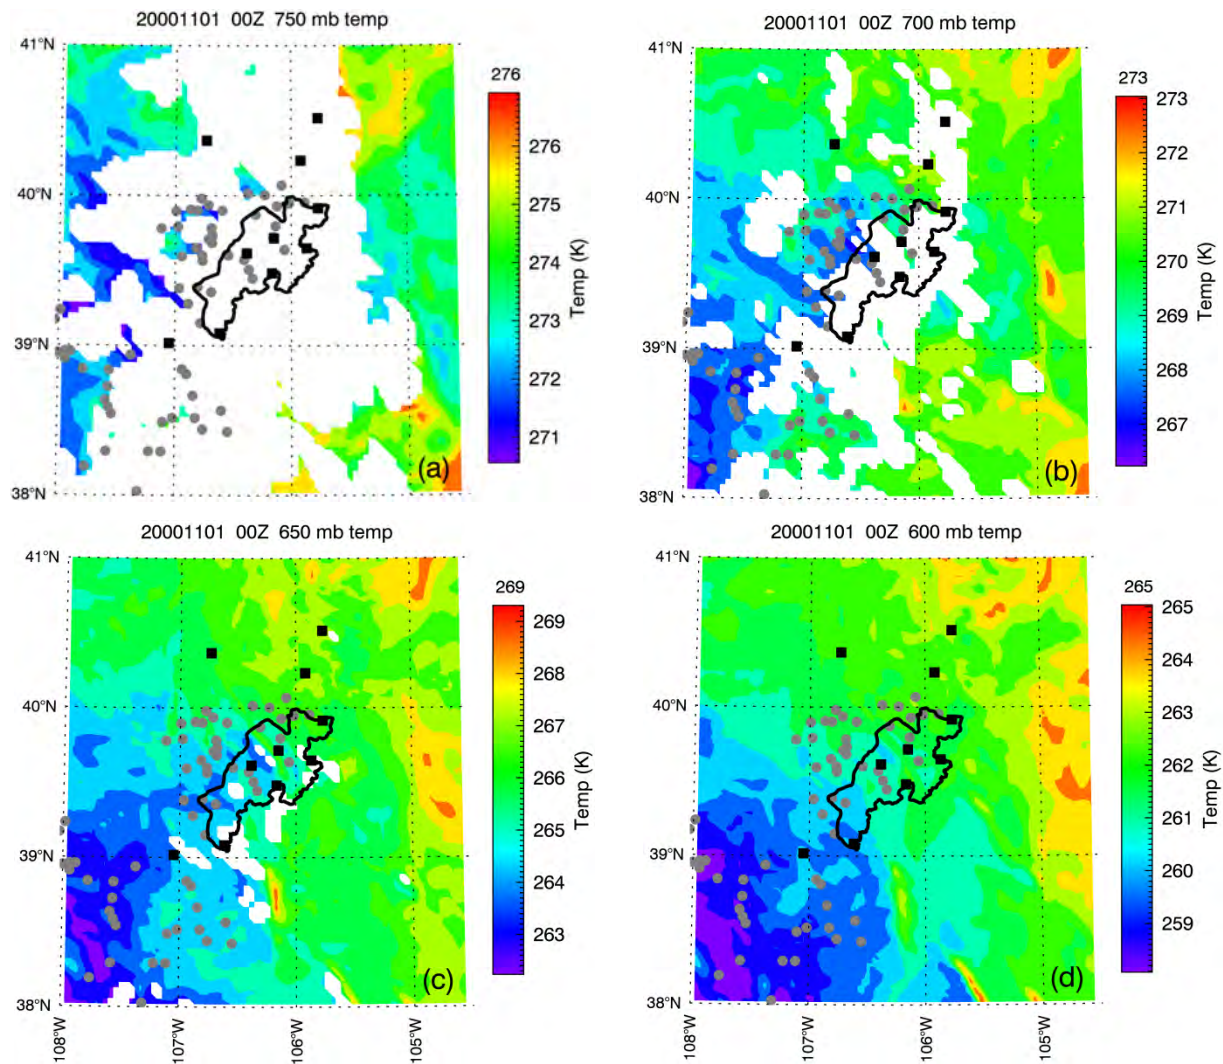 20001101 00Z 750 mb temp
41°N
40°N
39°N
38°N
276
276
275
274
273
272
271
Temp (K)
(a)
20001101 00Z 700 mb temp
41°N
40°N
39°N
38°N
273
273
272
271
270
269
268
267
Temp (K)
(b)
20001101 00Z 650 mb temp
41°N
40°N
39°N
38°N
108°W
107°W
106°W
105°W
269
269
268
267
266
265
264
263
Temp (K)
(c)
20001101 00Z 600 mb temp
41°N
40°N
39°N
38°N
108°W
107°W
106°W
105°W
265
265
264
263
262
261
260
259
Temp (K)
(d)